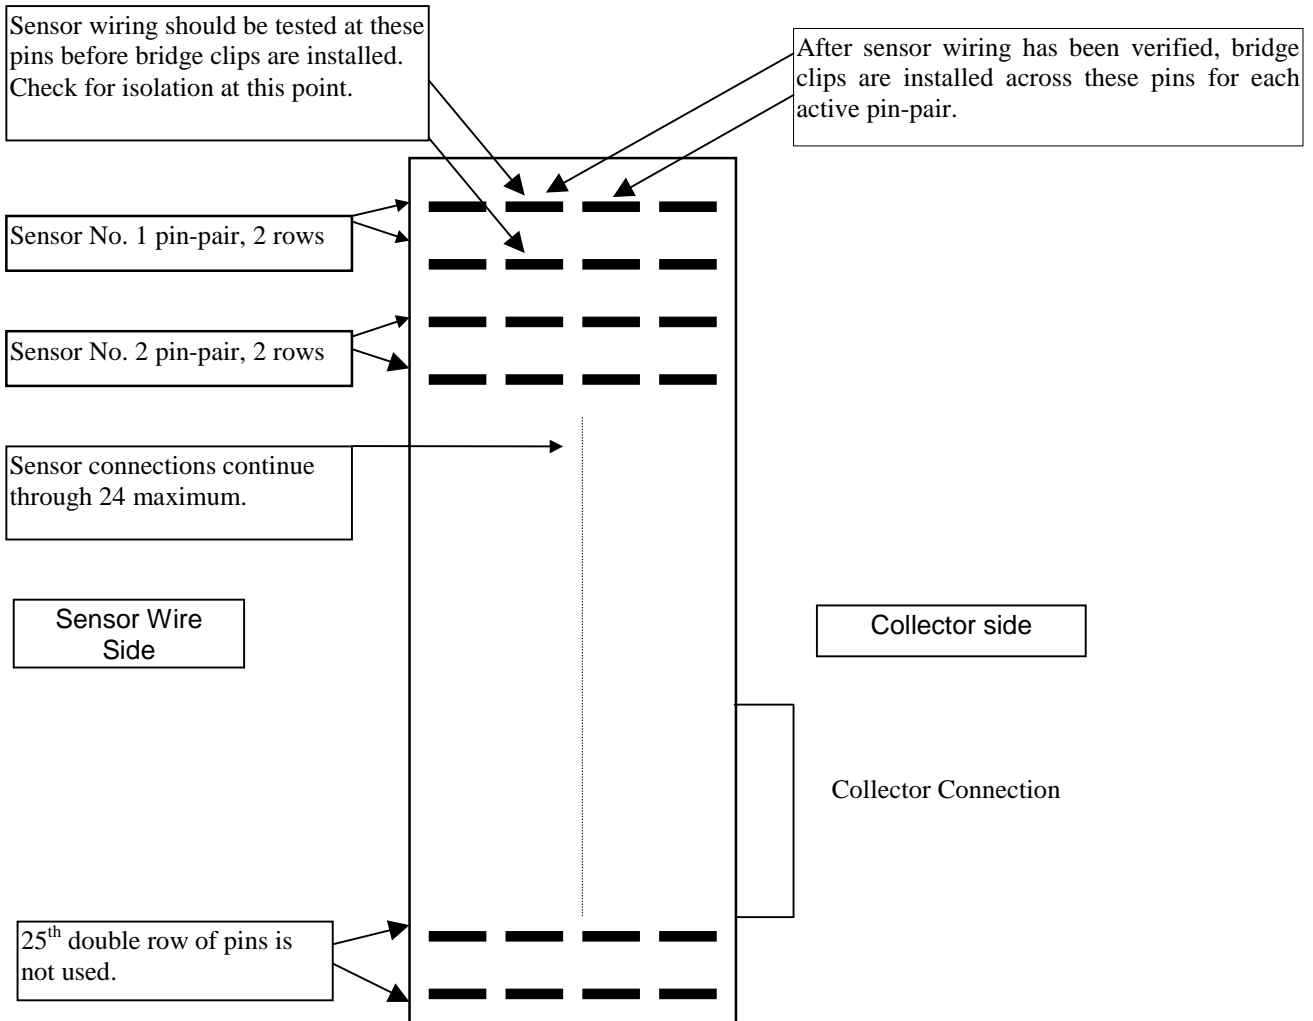 Sensor wiring should be tested at these
pins before bridge clips are installed.
Check for isolation at this point.
After sensor wiring has been verified, bridge
clips are installed across these pins for each
active pin-pair.
Sensor No. 1 pin-pair, 2 rows
Sensor No. 2 pin-pair, 2 rows
Sensor connections continue
through 24 maximum.
Sensor Wire
Side
Collector side
Collector Connection
25th double row of pins is
not used.